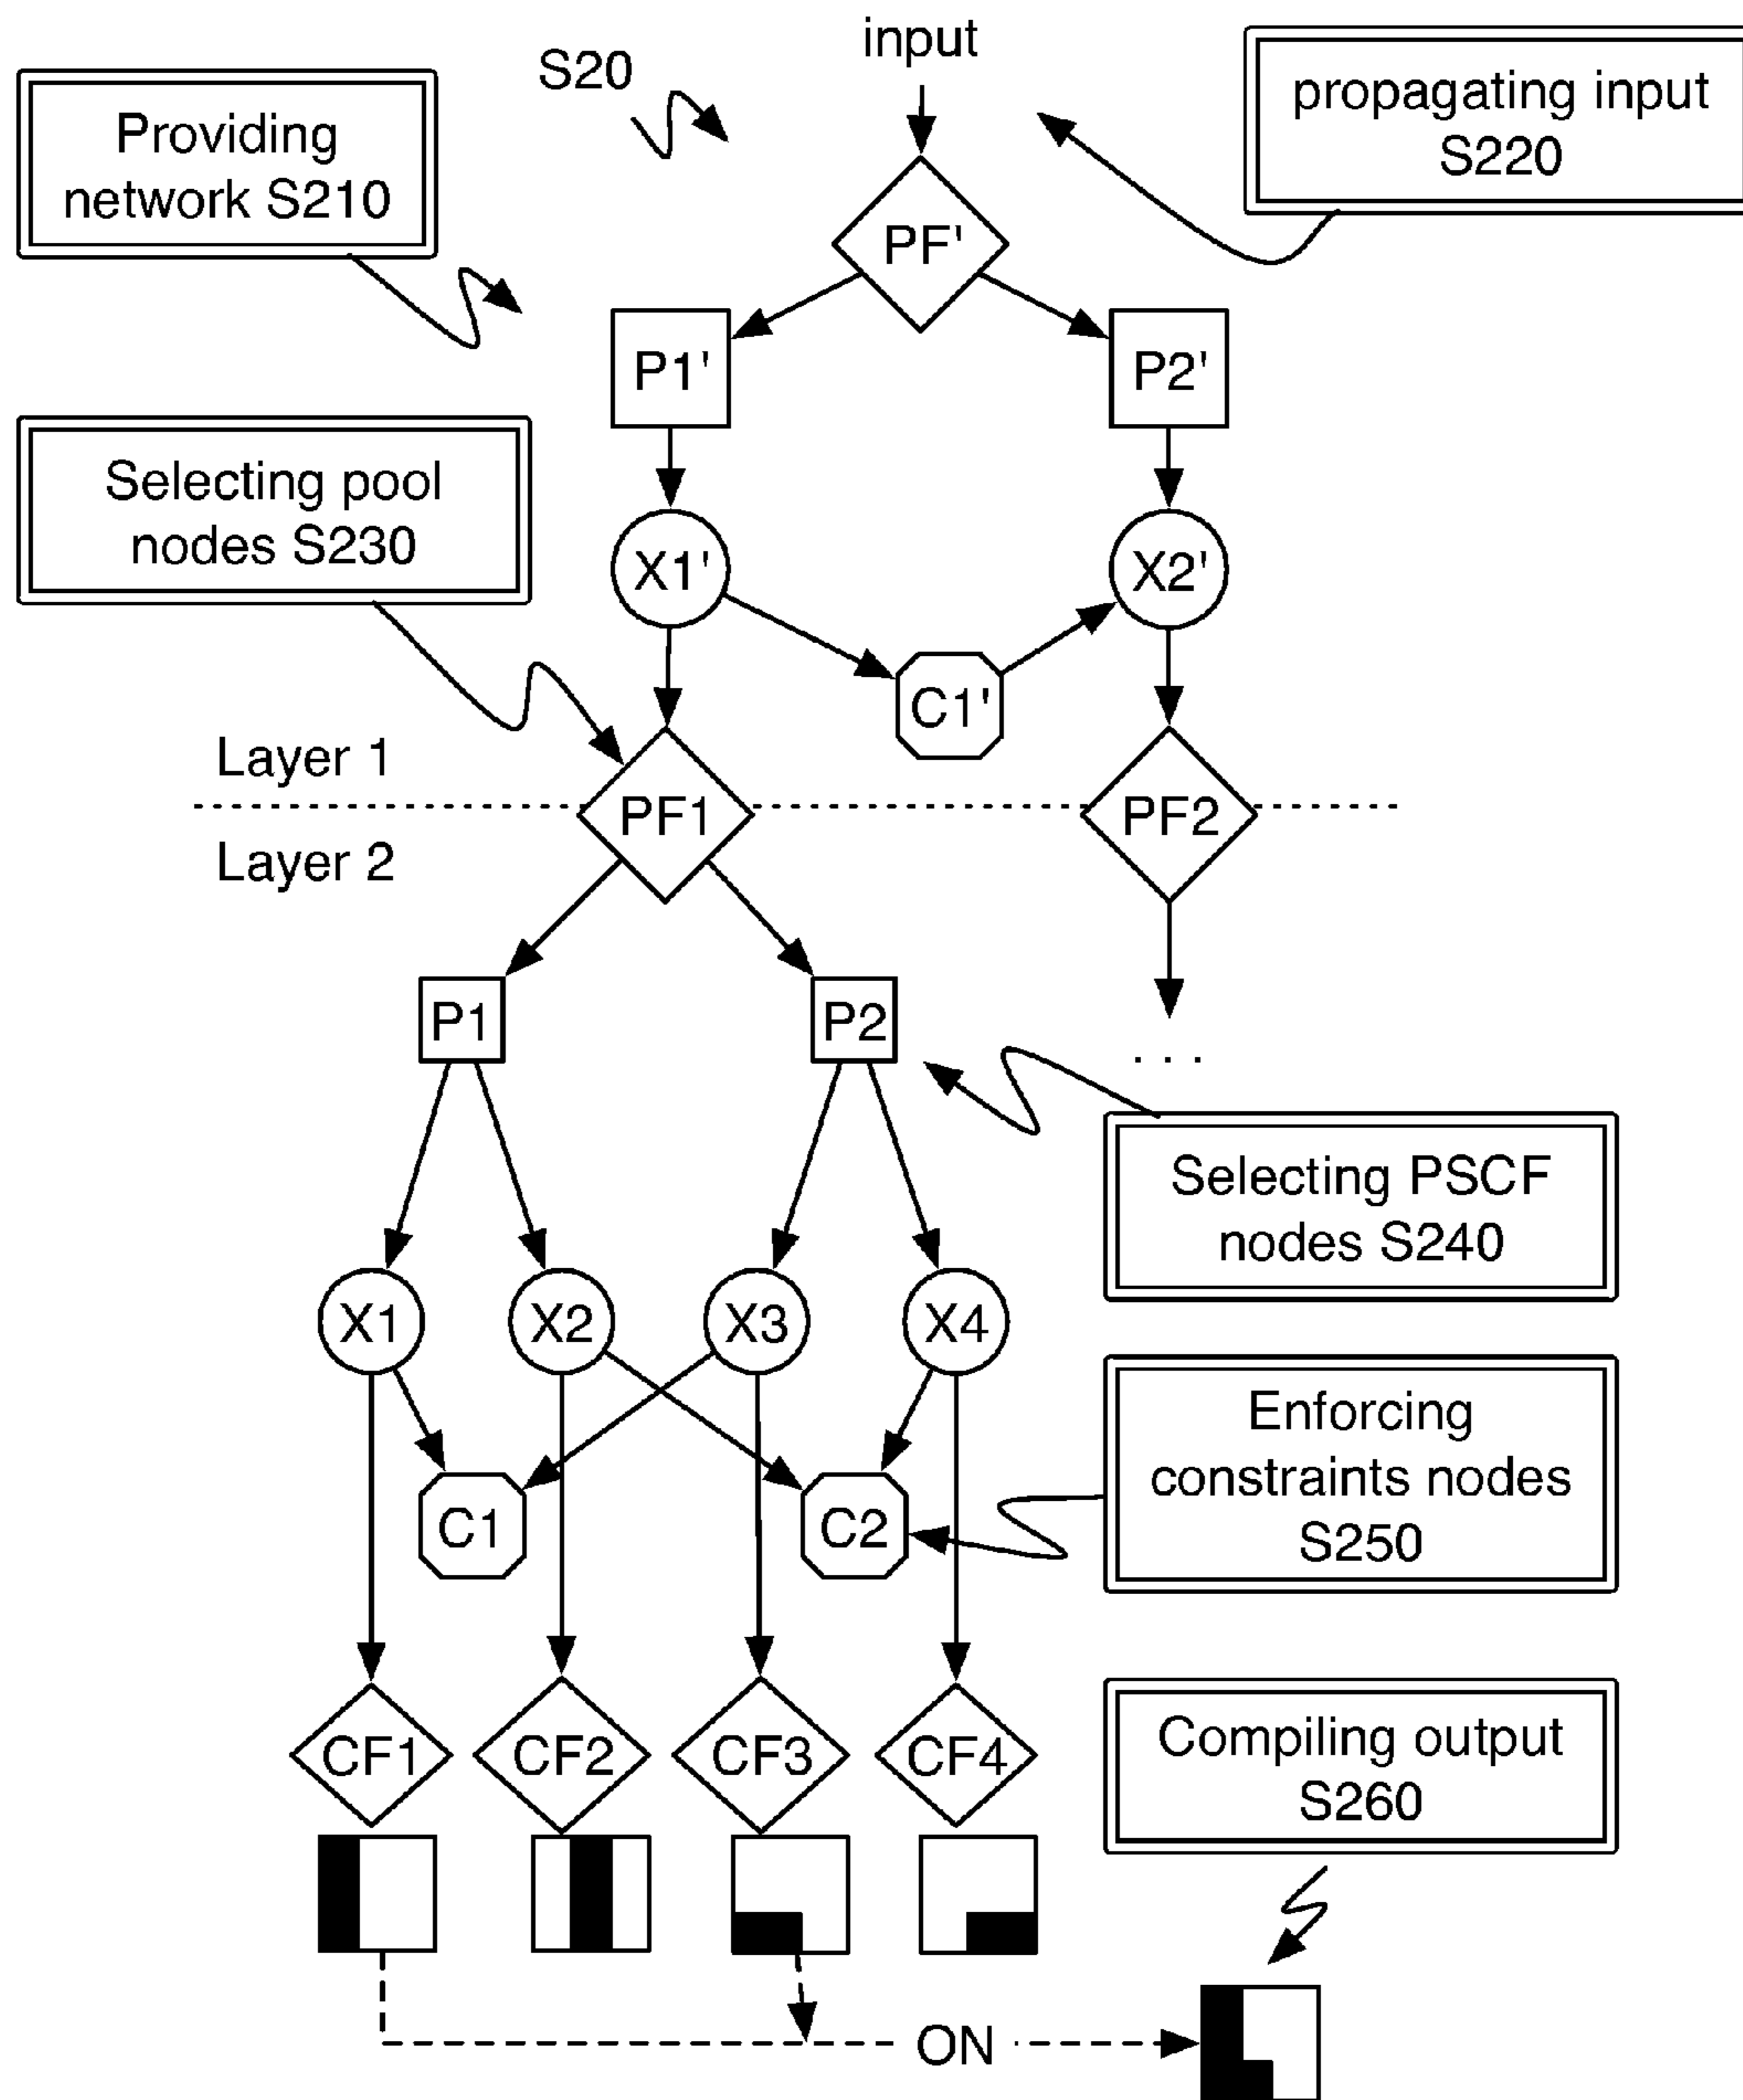 input
S20
propagating input
S220
Providing
network S210
PF'
P1'
P2'
Selecting pool
nodes S230
X1'
X2'
C1'
Layer 1
PF1
PF2
Layer 2
P1
P2
. . .
Selecting PSCF
nodes S240
X1
X2
X3
X4
Enforcing
constraints nodes
S250
C1
C2
CF1
CF2
CF3
CF4
Compiling output
S260
ON